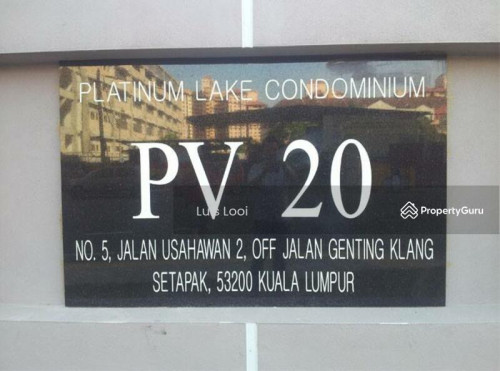 PLATINUM LAKE CONDOMINIUM
PV 20
Luis Looi
PropertyGuru
NO. 5, JALAN USAHAWAN 2, OFF JALAN GENTING KLANG
SETAPAK, 53200 KUALA LUMPUR